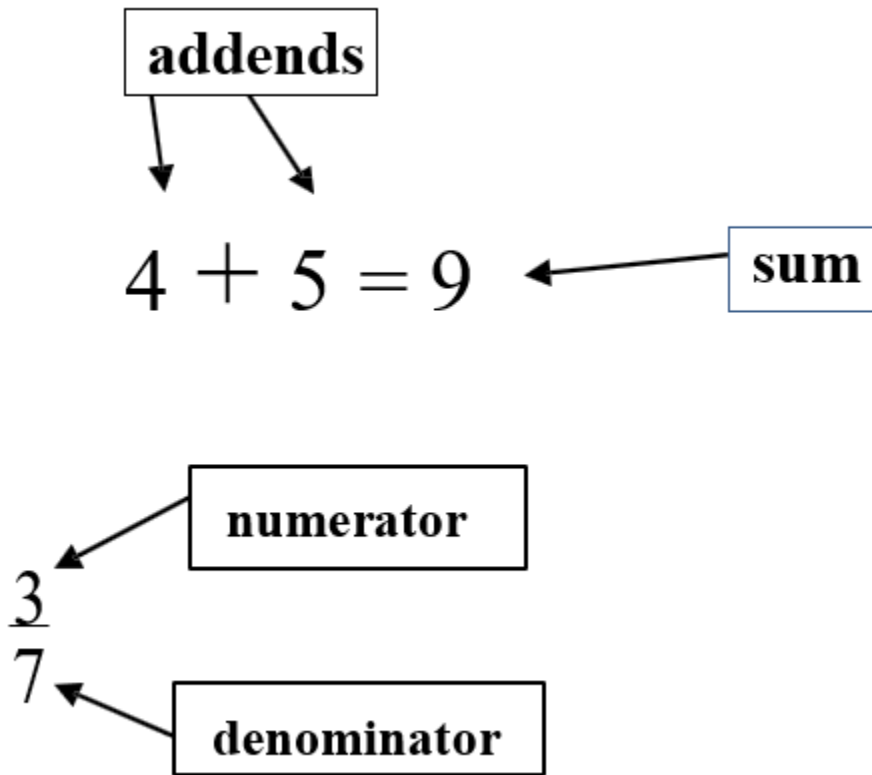 addends
4 + 5 = 9
sum
numerator
3
7
denominator